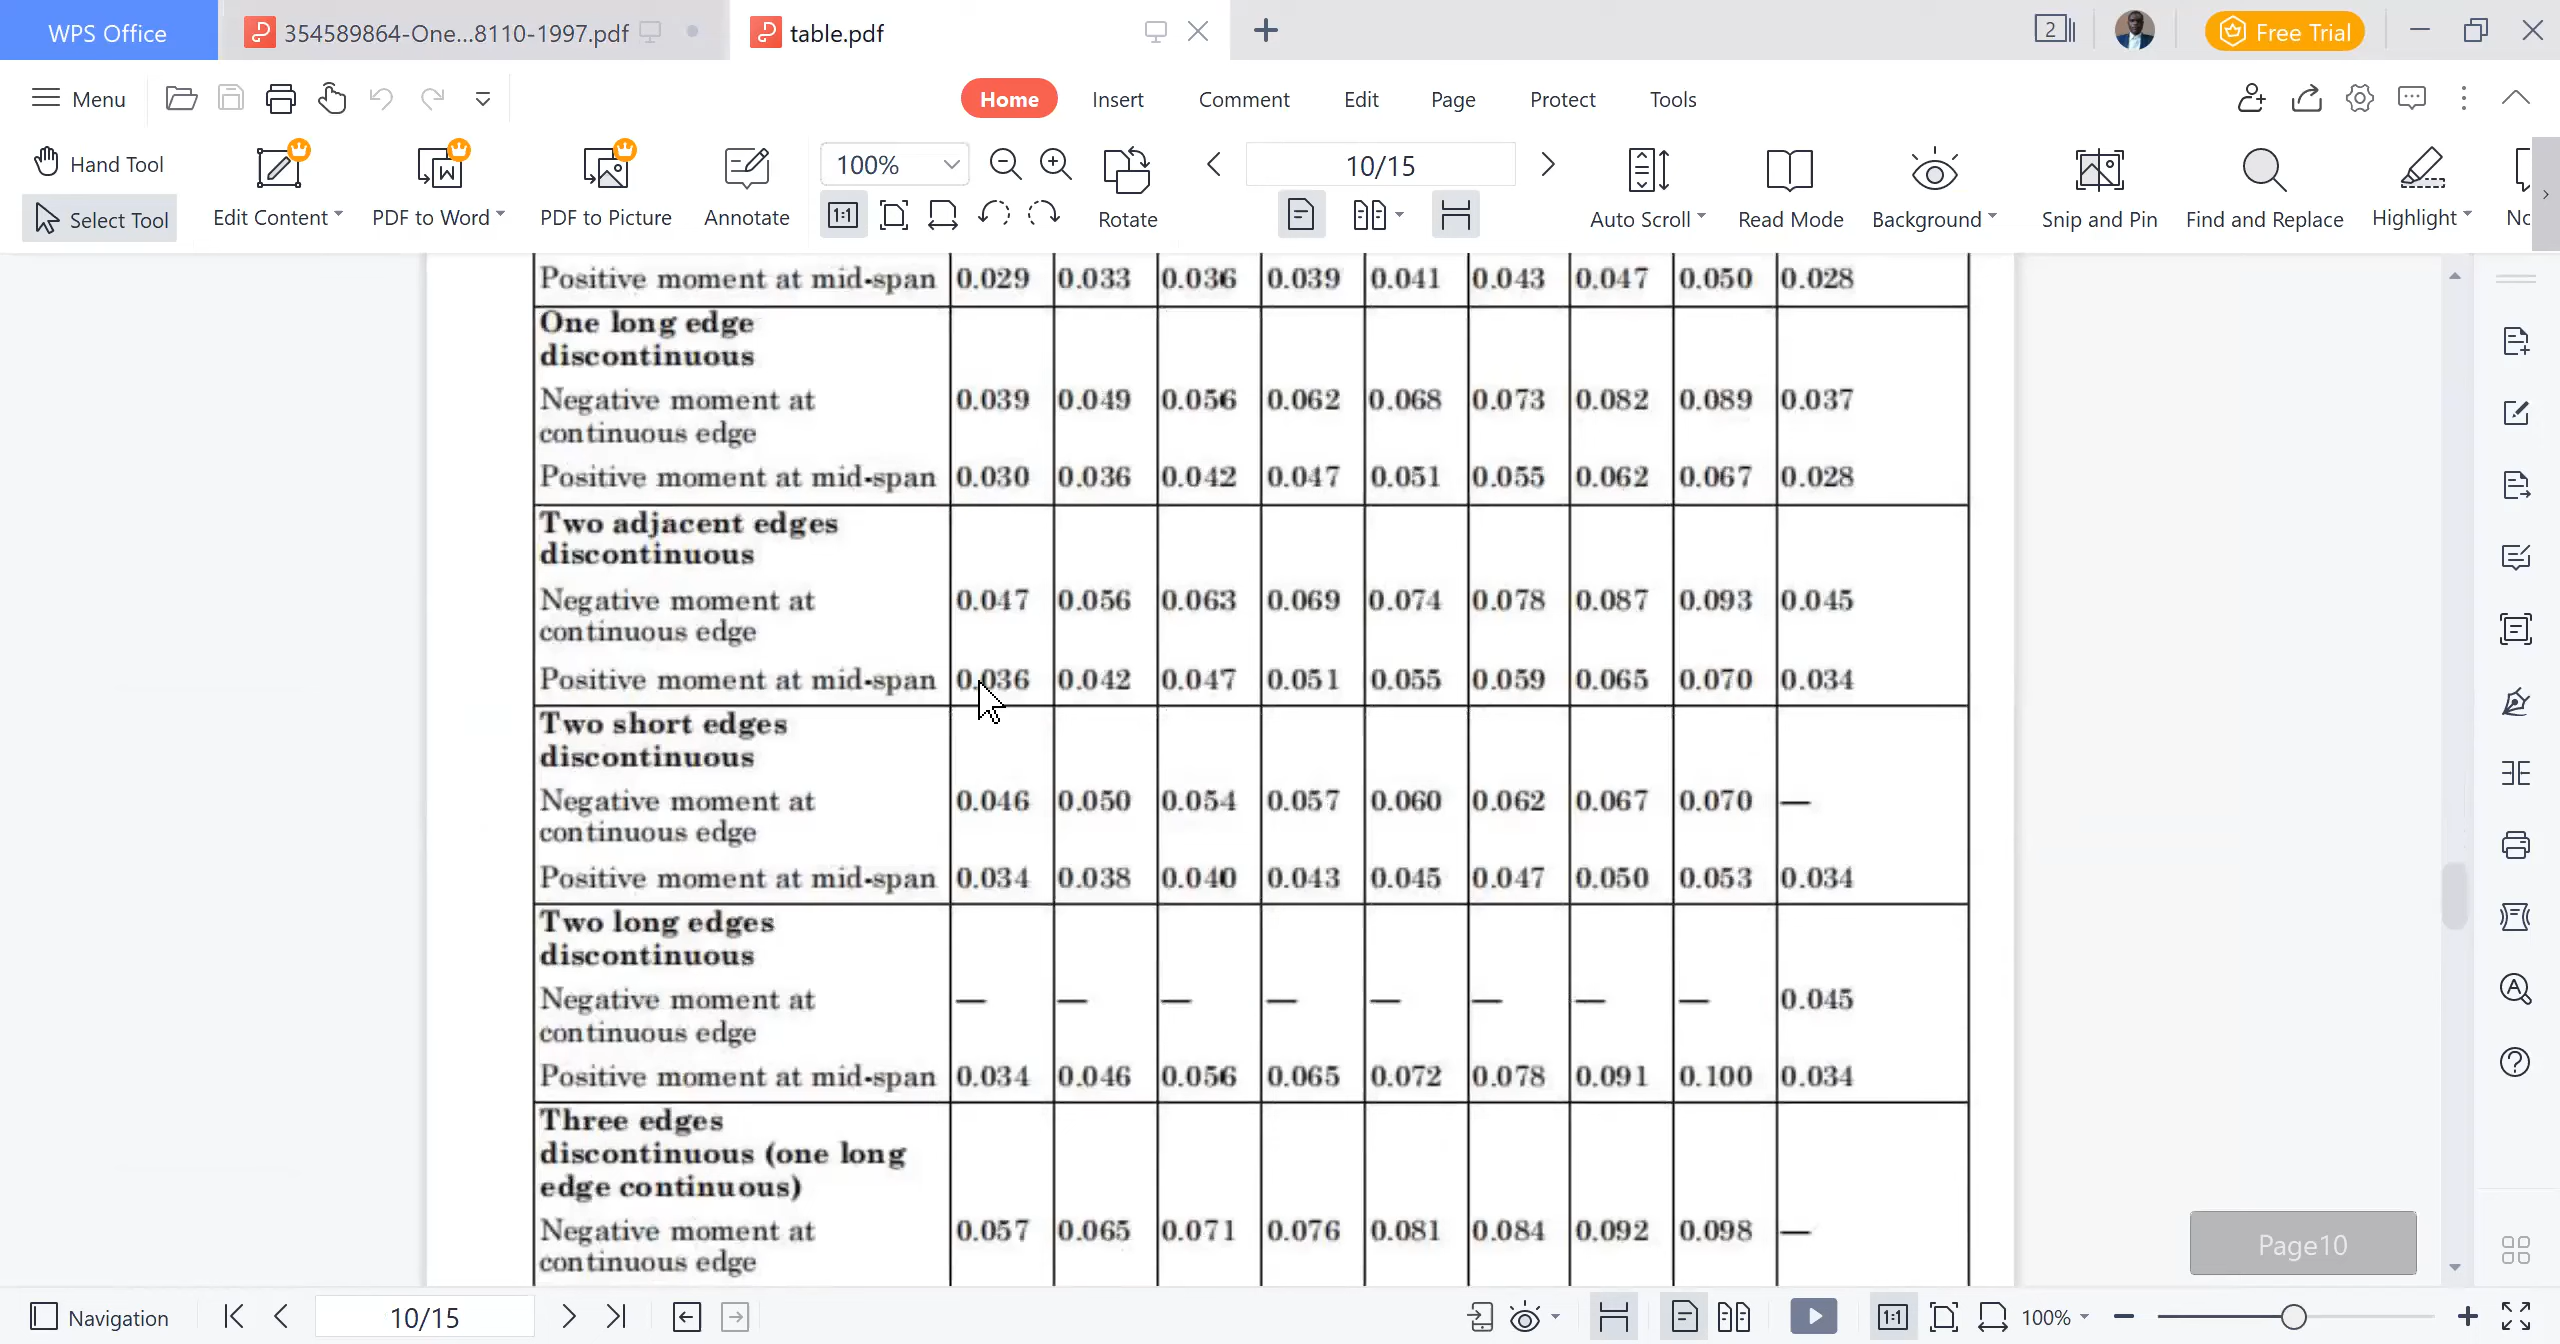 WPS Office
354589864-One...8110-1997.pdf
table.pdf
2
Free Trial
Menu
Home
Insert
Comment
Edit
Page
Protect
Tools
Hand Tool
Select Tool
Edit Content
PDF to Word
PDF to Picture
Annotate
100%
1:1
Rotate
10/15
Auto Scroll
Read Mode
Background
Snip and Pin
Find and Replace
Highlight
Positive moment at mid-span 0.029 0.033 0.036 0.039 0.041 0.043 0.047 0.050 0.028
One long edge
discontinuous
Negative moment at 0.039 0.049 0.056 0.062 0.068 0.073 0.082 0.089 0.037
continuous edge
Positive moment at mid-span 0.030 0.036 0.042 0.047 0.051 0.055 0.062 0.067 0.028
Two adjacent edges
discontinuous
Negative moment at 0.047 0.056 0.063 0.069 0.074 0.078 0.087 0.093 0.045
continuous edge
Positive moment at mid-span 0.036 0.042 0.047 0.051 0.055 0.059 0.065 0.070 0.034
Two short edges
discontinuous
Negative moment at 0.046 0.050 0.054 0.057 0.060 0.062 0.067 0.070 —
continuous edge
Positive moment at mid-span 0.034 0.038 0.040 0.043 0.045 0.047 0.050 0.053 0.034
Two long edges
discontinuous
Negative moment at — — — — — — — — 0.045
continuous edge
Positive moment at mid-span 0.034 0.046 0.056 0.065 0.072 0.078 0.091 0.100 0.034
Three edges
discontinuous (one long
edge continuous)
Negative moment at 0.057 0.065 0.071 0.076 0.081 0.084 0.092 0.098 —
continuous edge
Page10
Navigation
10/15
1:1
100%